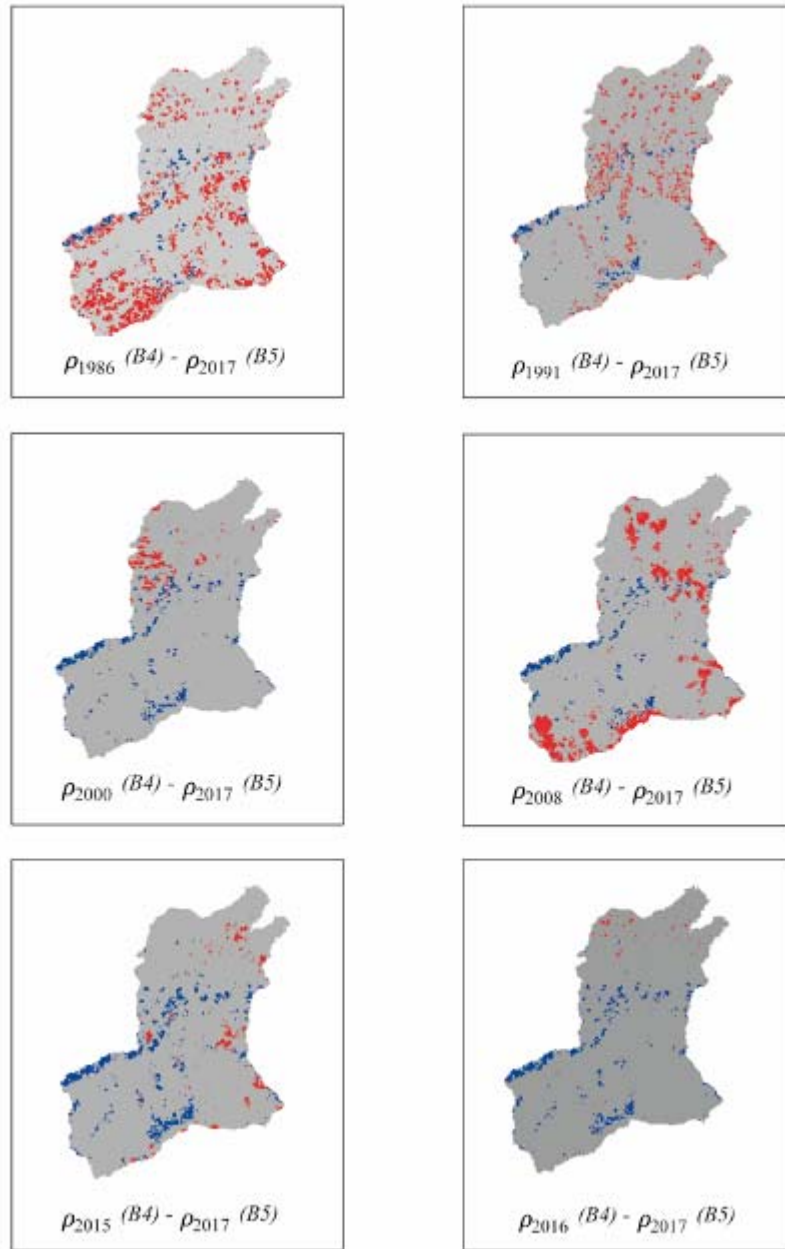 ρ1986 (B4) - ρ2017 (B5)
ρ1991 (B4) - ρ2017 (B5)
ρ2000 (B4) - ρ2017 (B5)
ρ2008 (B4) - ρ2017 (B5)
ρ2015 (B4) - ρ2017 (B5)
ρ2016 (B4) - ρ2017 (B5)